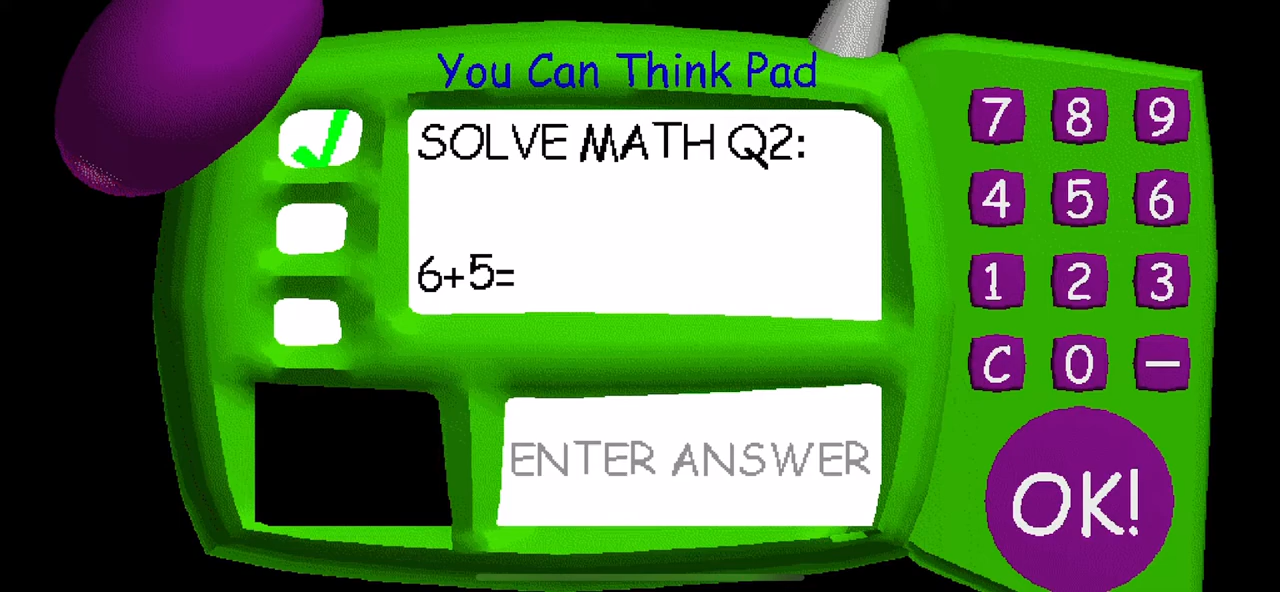 You Can Think Pad
SOLVE MATH Q2:
6+5=
ENTER ANSWER
7 8 9
4 5 6
1 2 3
C 0 —
OK!